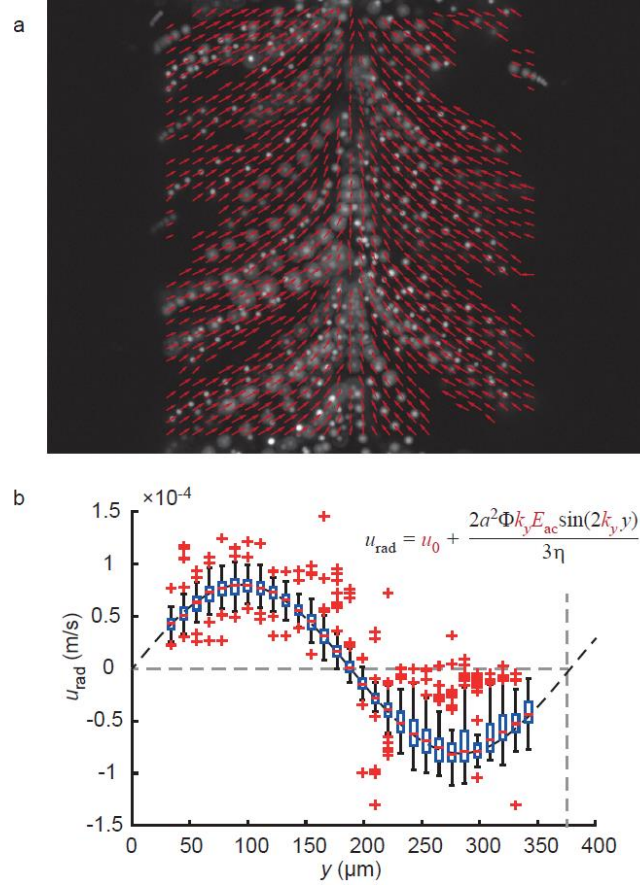 a
b
×10⁻⁴
1.5
1
0.5
0
-0.5
-1
-1.5
u_rad (m/s)
u_rad = u_0 + 2a²Φk_yE_ac sin(2k_y y) / 3η
0 50 100 150 200 250 300 350 400
y (µm)